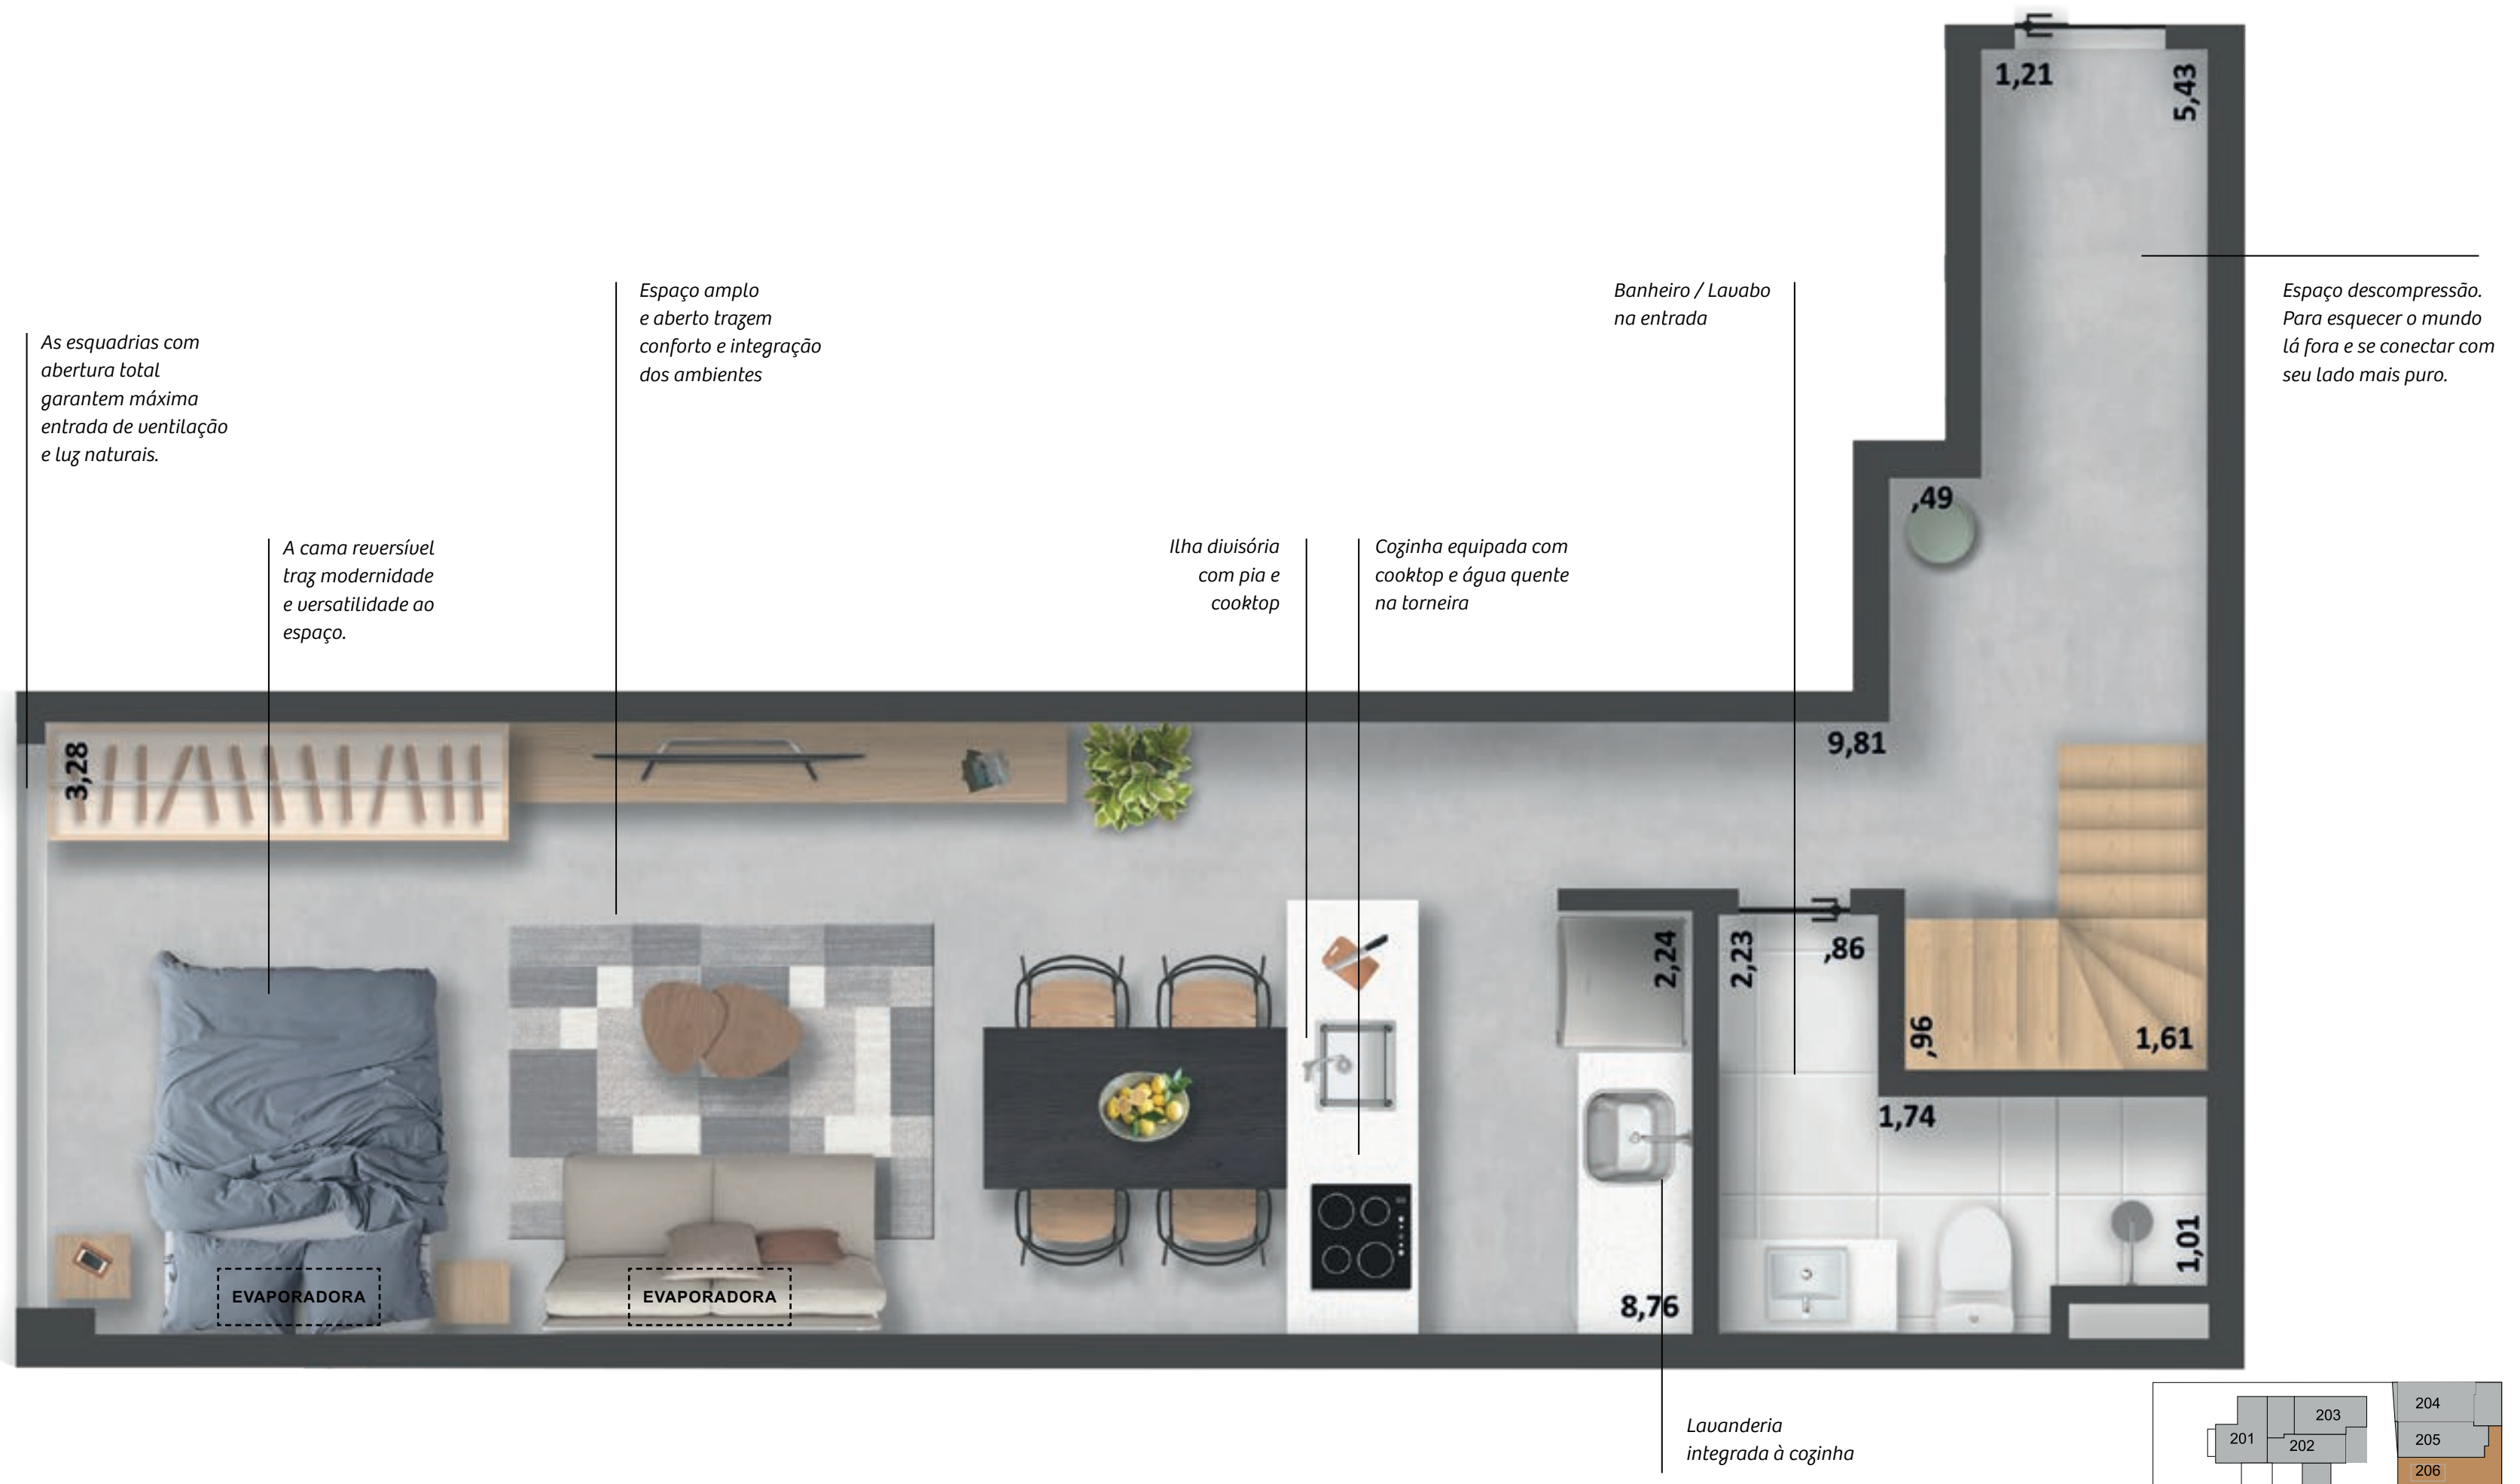 1,21
5,43
Espaço amplo
e aberto trazem
conforto e integração
dos ambientes
Banheiro / Lavabo
na entrada
Espaço descompressão.
Para esquecer o mundo
lá fora e se conectar com
seu lado mais puro.
As esquadrias com
abertura total
garantem máxima
entrada de ventilação
e luz naturais.
,49
A cama reversível
traz modernidade
e versatilidade ao
espaço.
Ilha divisória
com pia e
cooktop
Cozinha equipada com
cooktop e água quente
na torneira
3,28
9,81
2,24
2,23
,86
,96
1,61
1,74
1,01
EVAPORADORA
EVAPORADORA
8,76
Lavanderia
integrada à cozinha
201
202
203
204
205
206